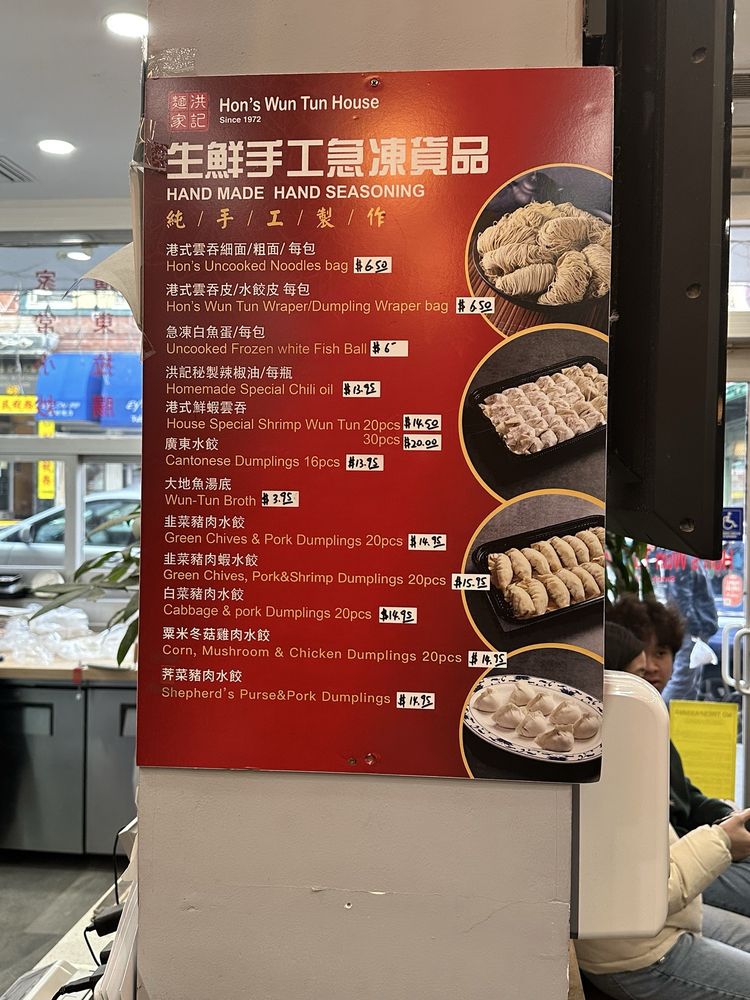 洪記麵家
Hon's Wun Tun House
Since 1972
生鮮手工急凍貨品
HAND MADE HAND SEASONING
純 / 手 / 工 / 製 / 作
港式雲吞細面/粗面/ 每包
Hon's Uncooked Noodles bag $6.50
港式雲吞皮/水餃皮 每包
Hon's Wun Tun Wraper/Dumpling Wraper bag $6.50
急凍白魚蛋/每包
Uncooked Frozen white Fish Ball $6-
洪記秘製辣椒油/每瓶
Homemade Special Chili oil $13.95
港式鮮蝦雲吞
House Special Shrimp Wun Tun 20pcs $14.50
30pcs $20.00
廣東水餃
Cantonese Dumplings 16pcs $13.95
大地魚湯底
Wun-Tun Broth $3.95
韭菜豬肉水餃
Green Chives & Pork Dumplings 20pcs $14.95
韭菜豬肉蝦水餃
Green Chives, Pork&Shrimp Dumplings 20pcs $15.95
白菜豬肉水餃
Cabbage & pork Dumplings 20pcs $14.95
粟米冬菇雞肉水餃
Corn, Mushroom & Chicken Dumplings 20pcs $14.95
荠菜豬肉水餃
Shepherd's Purse&Pork Dumplings $14.95